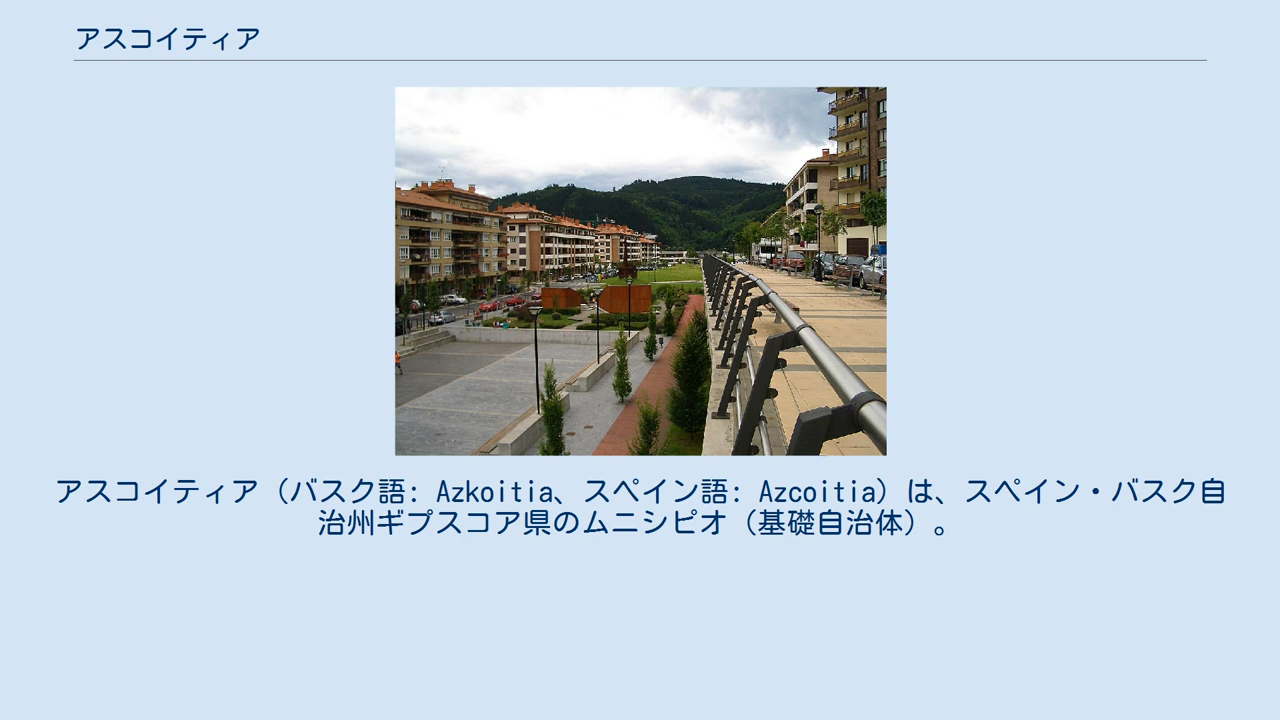 アスコイティア
アスコイティア（バスク語: Azkoitia、スペイン語: Azcoitia）は、スペイン・バスク自
治州ギプスコア県のムニシピオ（基礎自治体）。